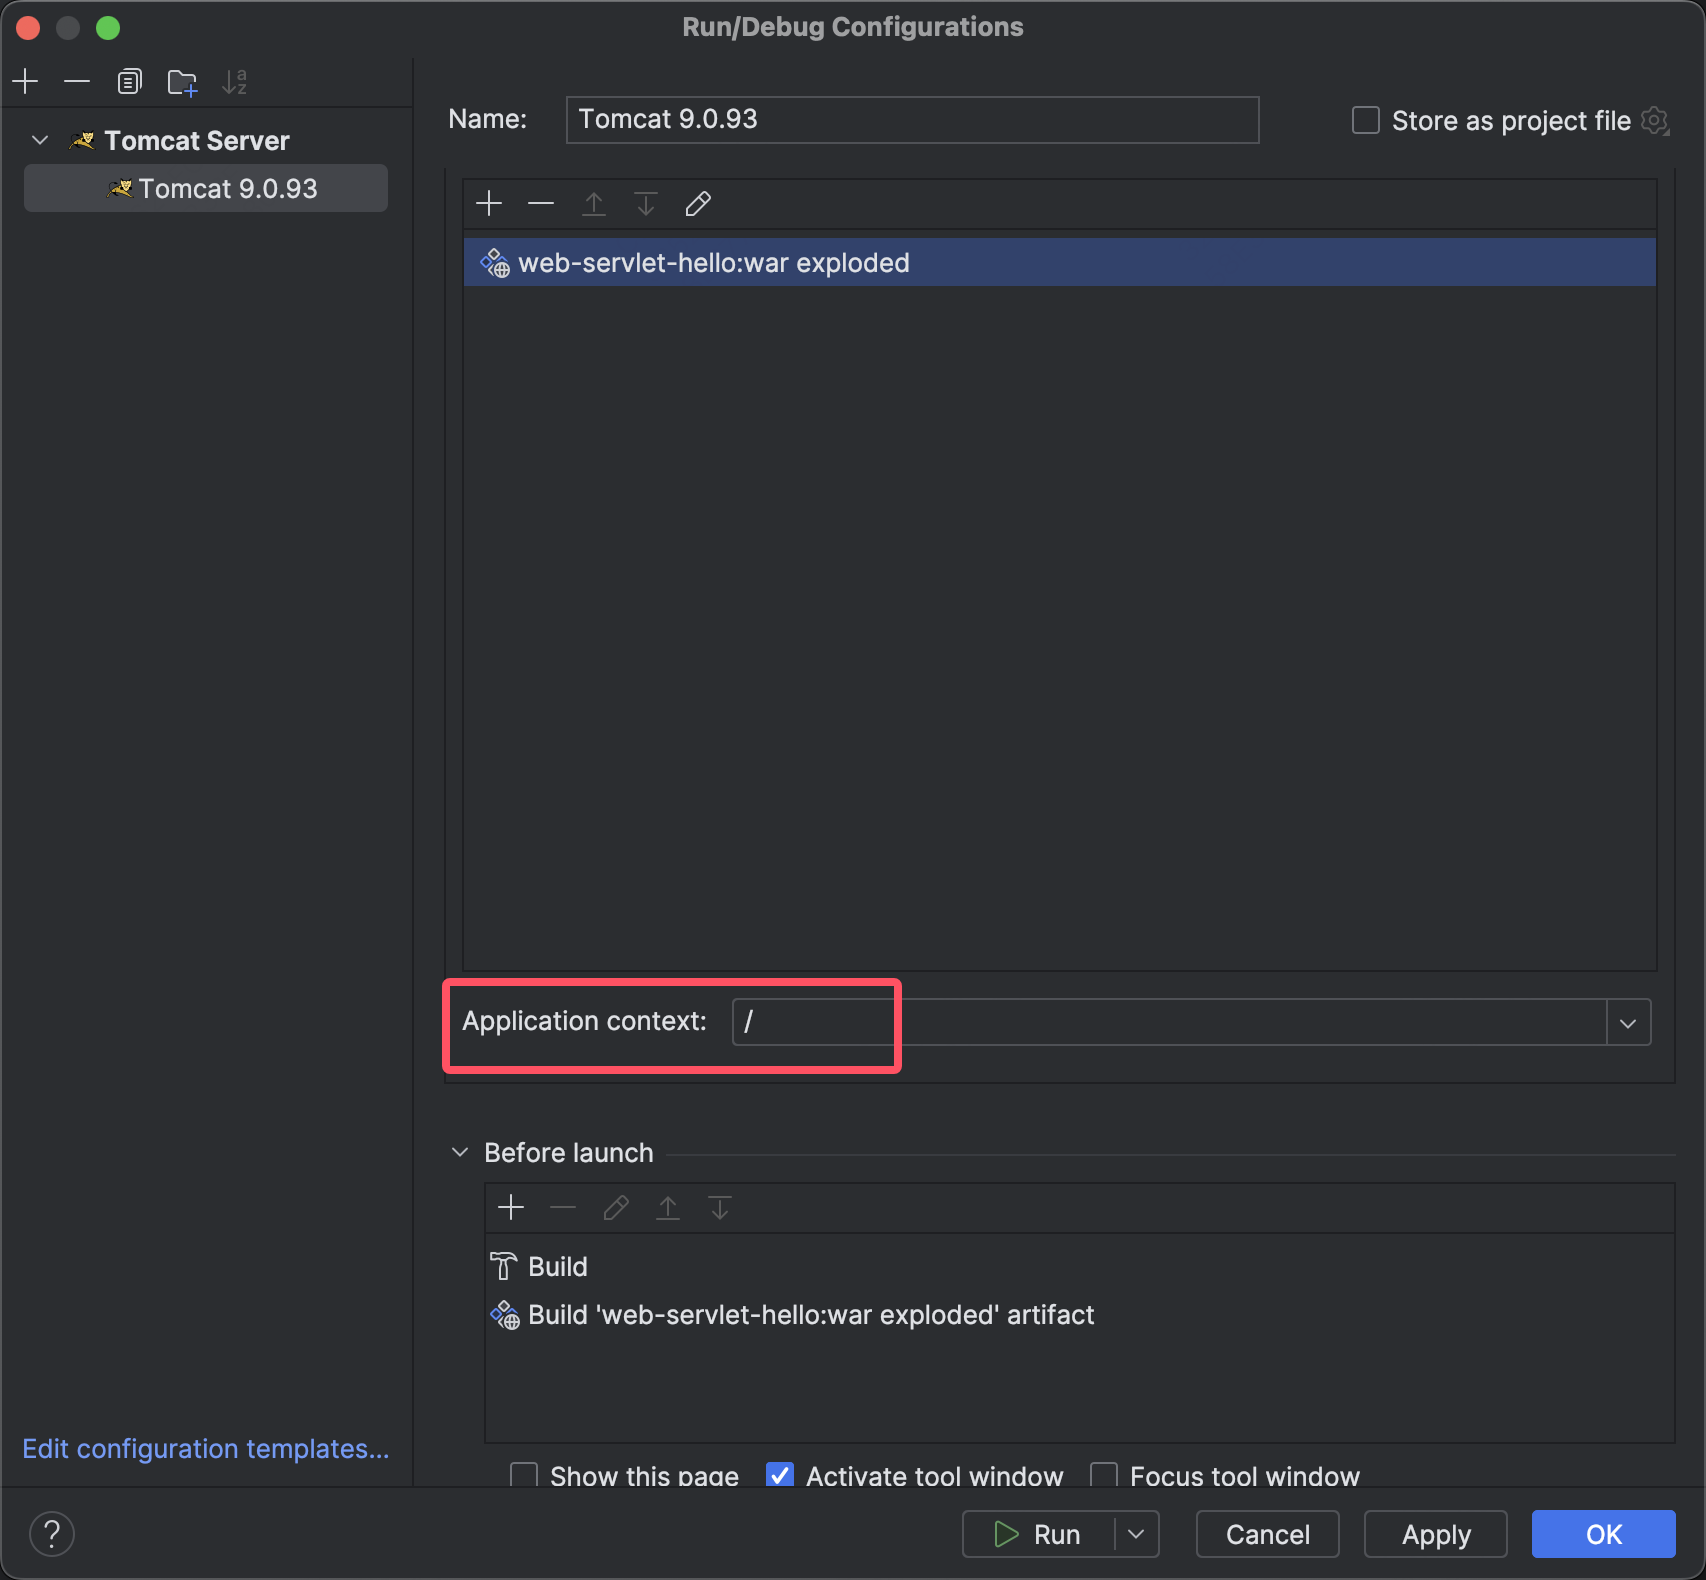 Run/Debug Configurations
Tomcat Server
Tomcat 9.0.93
Edit configuration templates...
Name:
Tomcat 9.0.93
Store as project file
web-servlet-hello:war exploded
Application context:
/
Before launch
Build
Build 'web-servlet-hello:war exploded' artifact
Show this page
Activate tool window
Focus tool window
?
Run
Cancel
Apply
OK